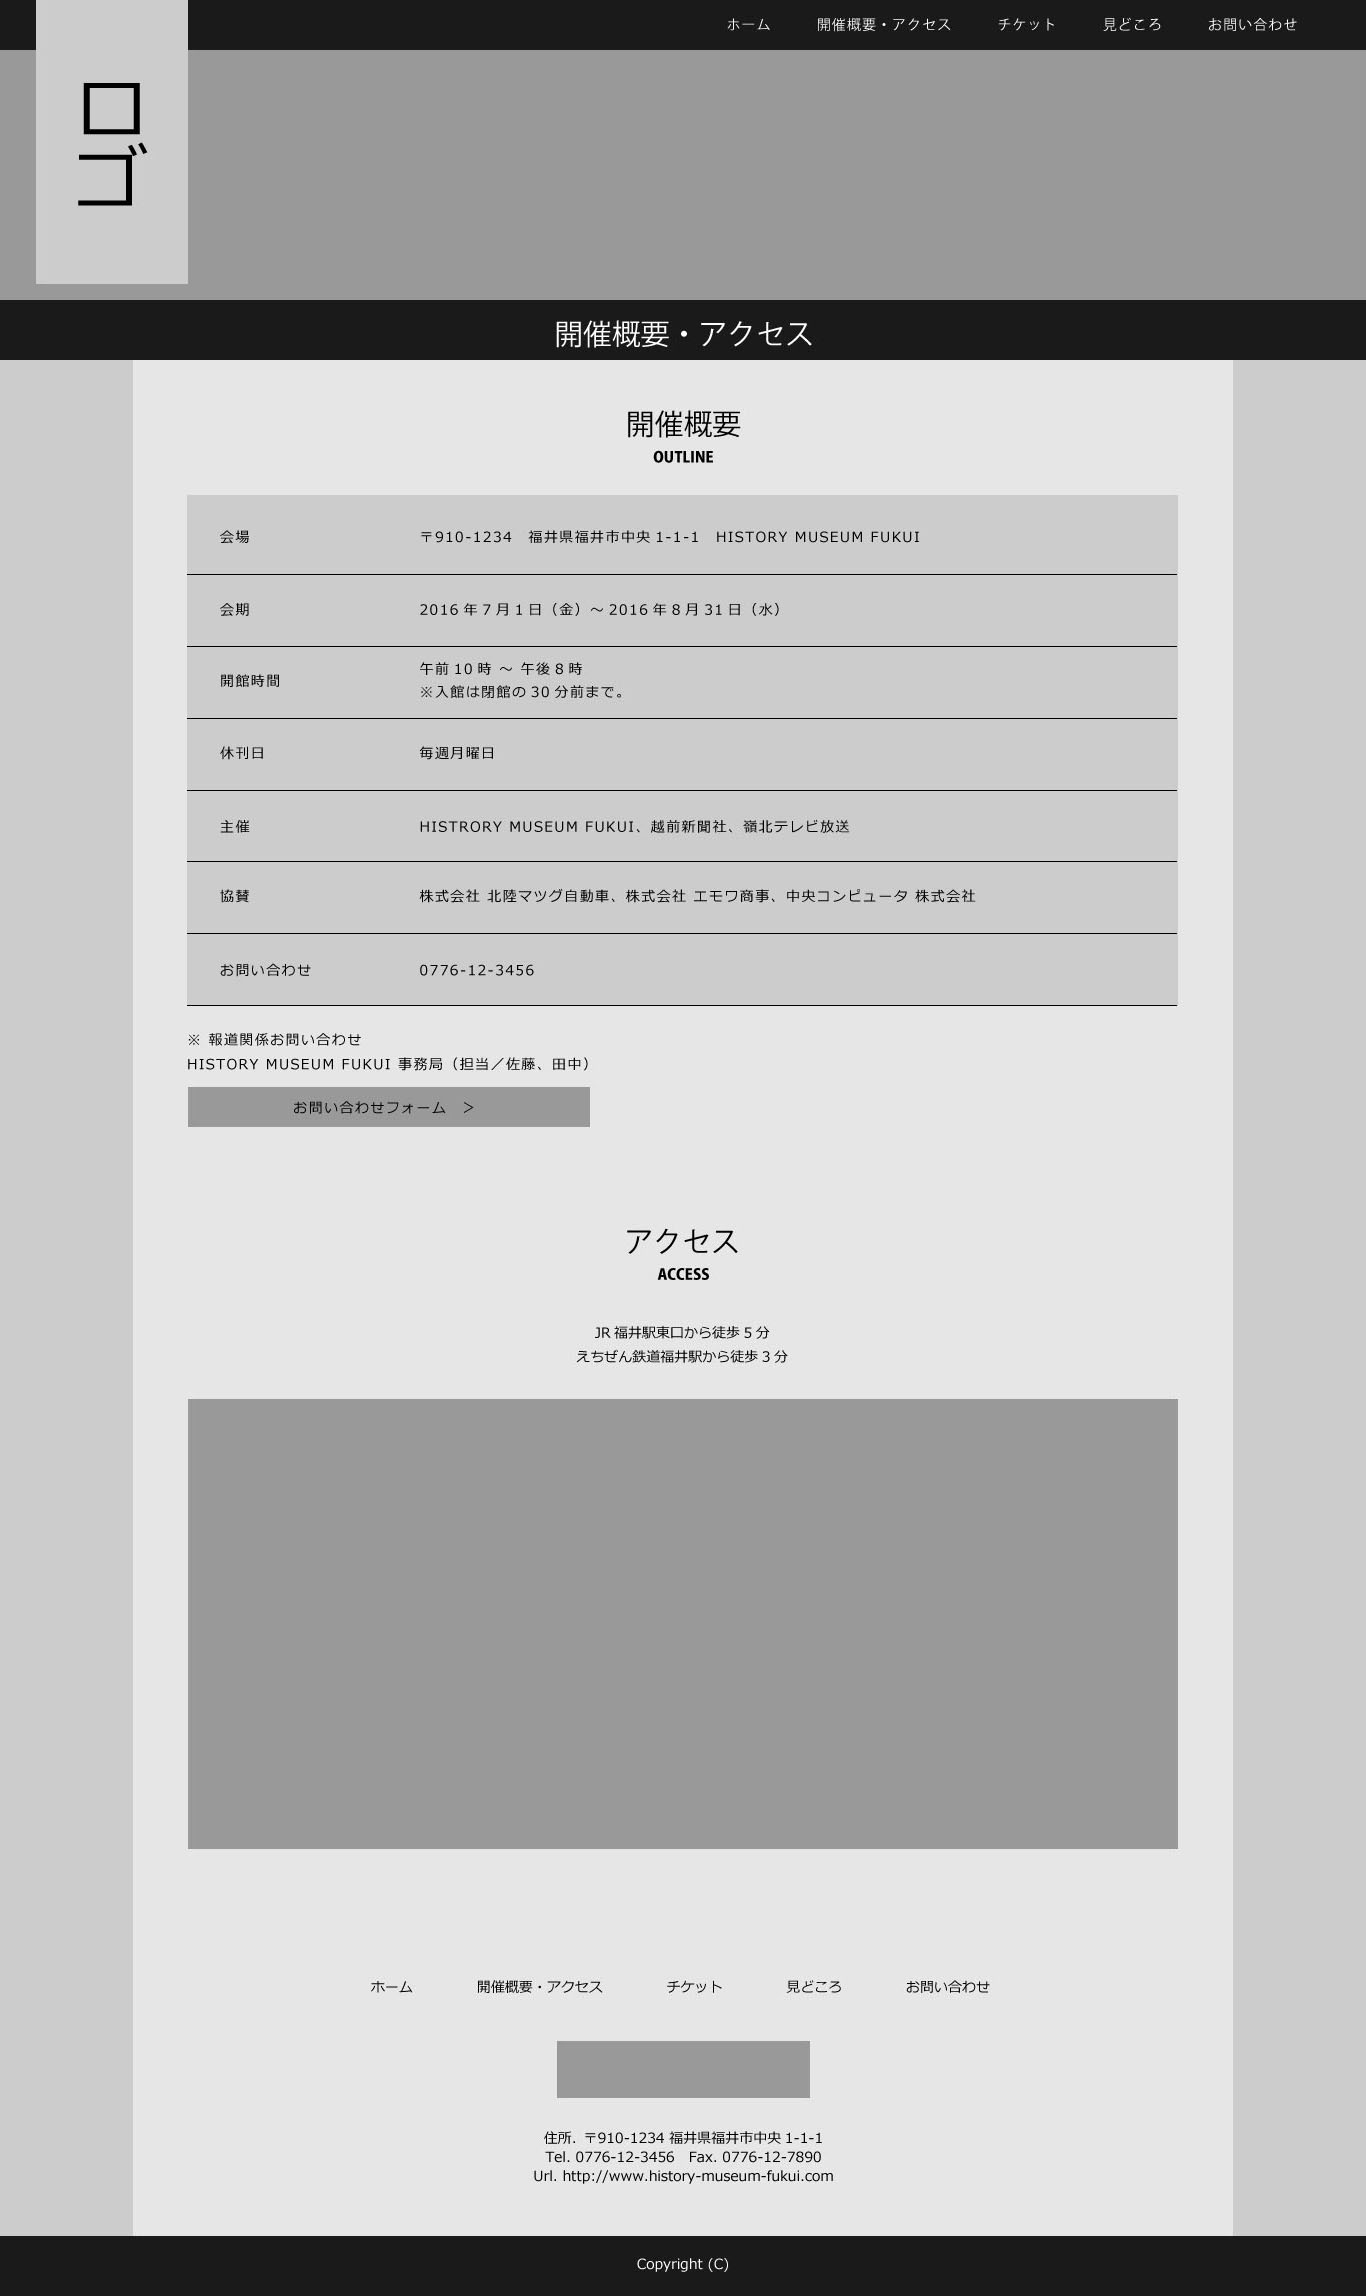 ホーム　開催概要・アクセス　チケット　見どころ　お問い合わせ
ロゴ
開催概要・アクセス
開催概要
OUTLINE
会場　〒910-1234　福井県福井市中央 1-1-1　HISTORY MUSEUM FUKUI
会期　2016 年 7 月 1 日（金）～ 2016 年 8 月 31 日（水）
開館時間　午前 10 時 ～ 午後 8 時
※入館は閉館の 30 分前まで。
休刊日　毎週月曜日
主催　HISTRORY MUSEUM FUKUI、越前新聞社、嶺北テレビ放送
協賛　株式会社 北陸マツグ自動車、株式会社 エモワ商事、中央コンピュータ 株式会社
お問い合わせ　0776-12-3456
※ 報道関係お問い合わせ
HISTORY MUSEUM FUKUI 事務局（担当／佐藤、田中）
お問い合わせフォーム　＞
アクセス
ACCESS
JR 福井駅東口から徒歩 5 分
えちぜん鉄道福井駅から徒歩 3 分
ホーム　開催概要・アクセス　チケット　見どころ　お問い合わせ
住所. 〒910-1234 福井県福井市中央 1-1-1
Tel. 0776-12-3456　Fax. 0776-12-7890
Url. http://www.history-museum-fukui.com
Copyright (C)